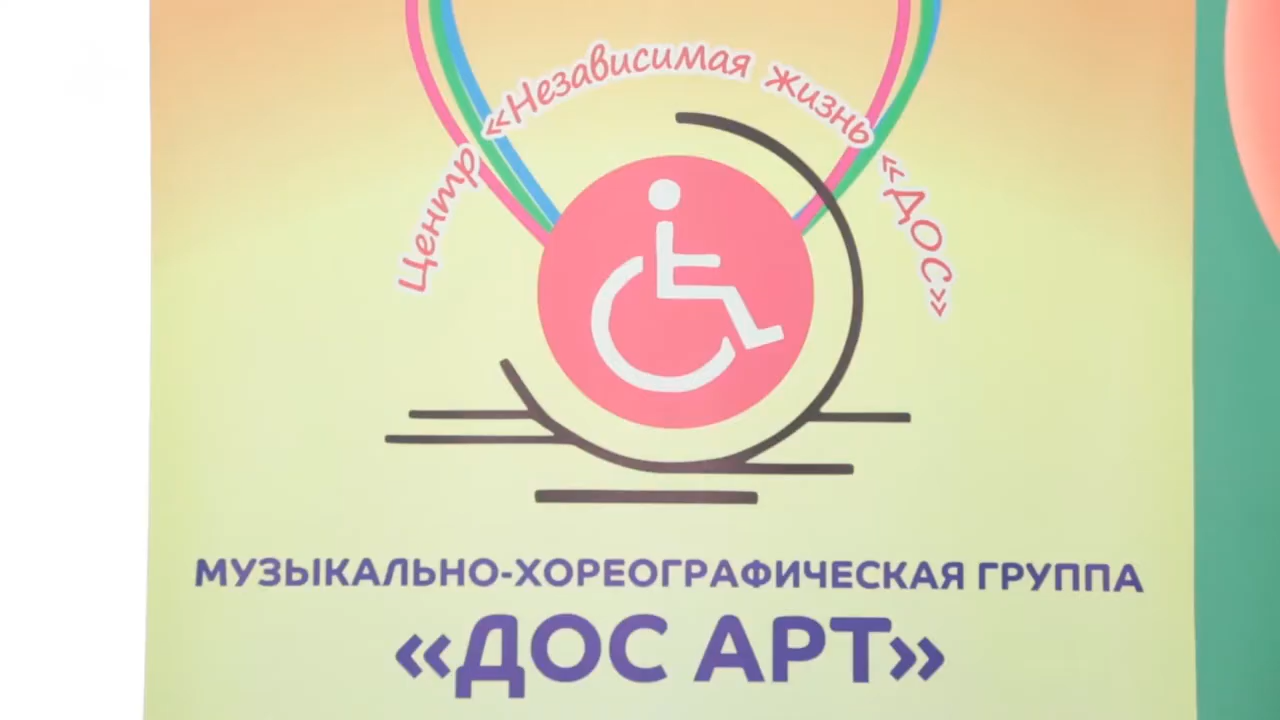 Центр «Независимая жизнь «ДОС»
МУЗЫКАЛЬНО-ХОРЕОГРАФИЧЕСКАЯ ГРУППА
«ДОС АРТ»